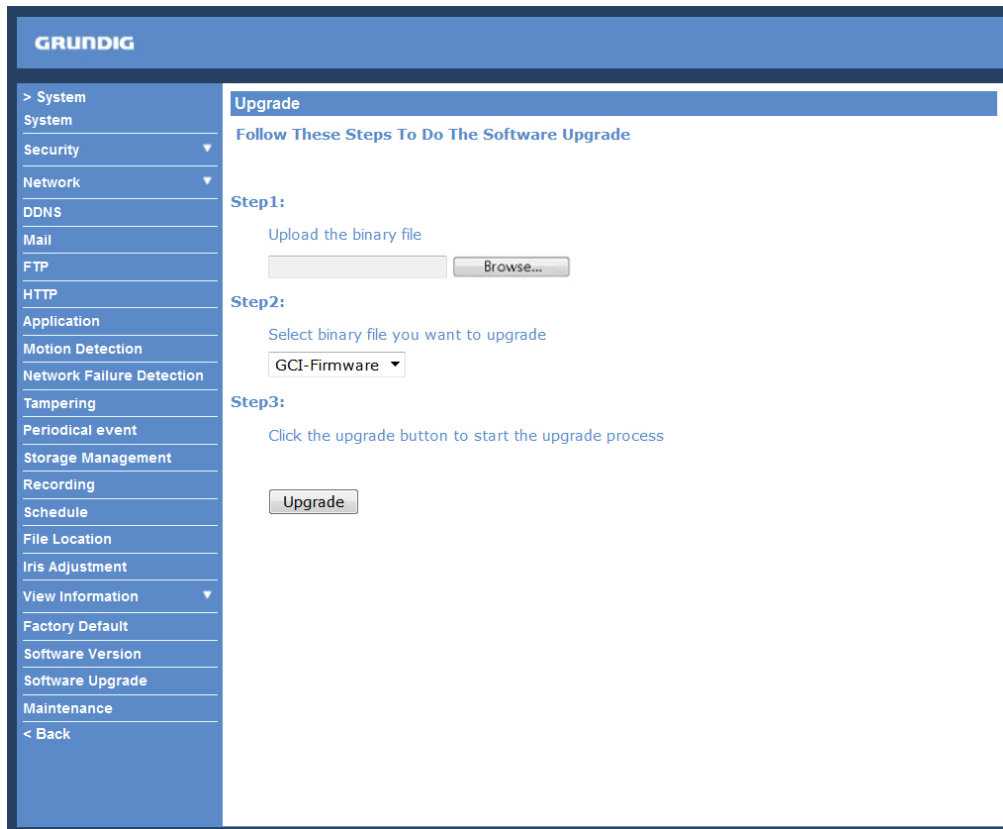 GRUNDIG
> System
System
Security
Network
DDNS
Mail
FTP
HTTP
Application
Motion Detection
Network Failure Detection
Tampering
Periodical event
Storage Management
Recording
Schedule
File Location
Iris Adjustment
View Information
Factory Default
Software Version
Software Upgrade
Maintenance
< Back
Upgrade
Follow These Steps To Do The Software Upgrade
Step1:
Upload the binary file
Browse...
Step2:
Select binary file you want to upgrade
GCI-Firmware
Step3:
Click the upgrade button to start the upgrade process
Upgrade